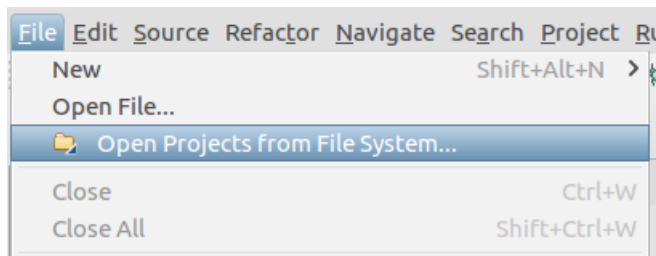 File Edit Source Refactor Navigate Search Project
New Shift+Alt+N
Open File...
Open Projects from File System...
Close Ctrl+W
Close All Shift+Ctrl+W